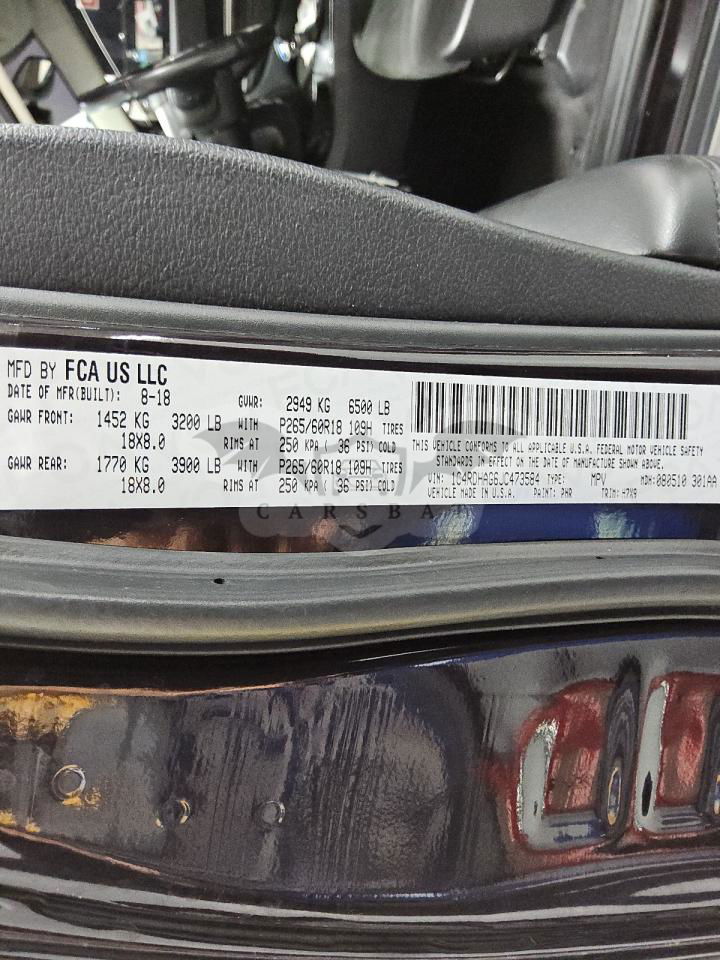 MFD BY FCA US LLC
DATE OF MFR(BUILT): 8-18 GVWR: 2949 KG 6500 LB
GAWR FRONT: 1452 KG 3200 LB WITH P265/60R18 109H TIRES
18X8.0 RIMS AT 250 KPA ( 36 PSI) COLD
GAWR REAR: 1770 KG 3900 LB WITH P265/60R18 109H TIRES
18X8.0 RIMS AT 250 KPA ( 36 PSI) COLD
THIS VEHICLE CONFORMS TO ALL APPLICABLE U.S.A. FEDERAL MOTOR VEHICLE SAFETY
STANDARDS IN EFFECT ON THE DATE OF MANUFACTURE SHOWN ABOVE.
VIN: 1C4RDHAG6JC473584 TYPE: MPV MDH: 080510 301AA
VEHICLE MADE IN U.S.A. PAINT: PHR TRIM: H7X9
CARSBAT